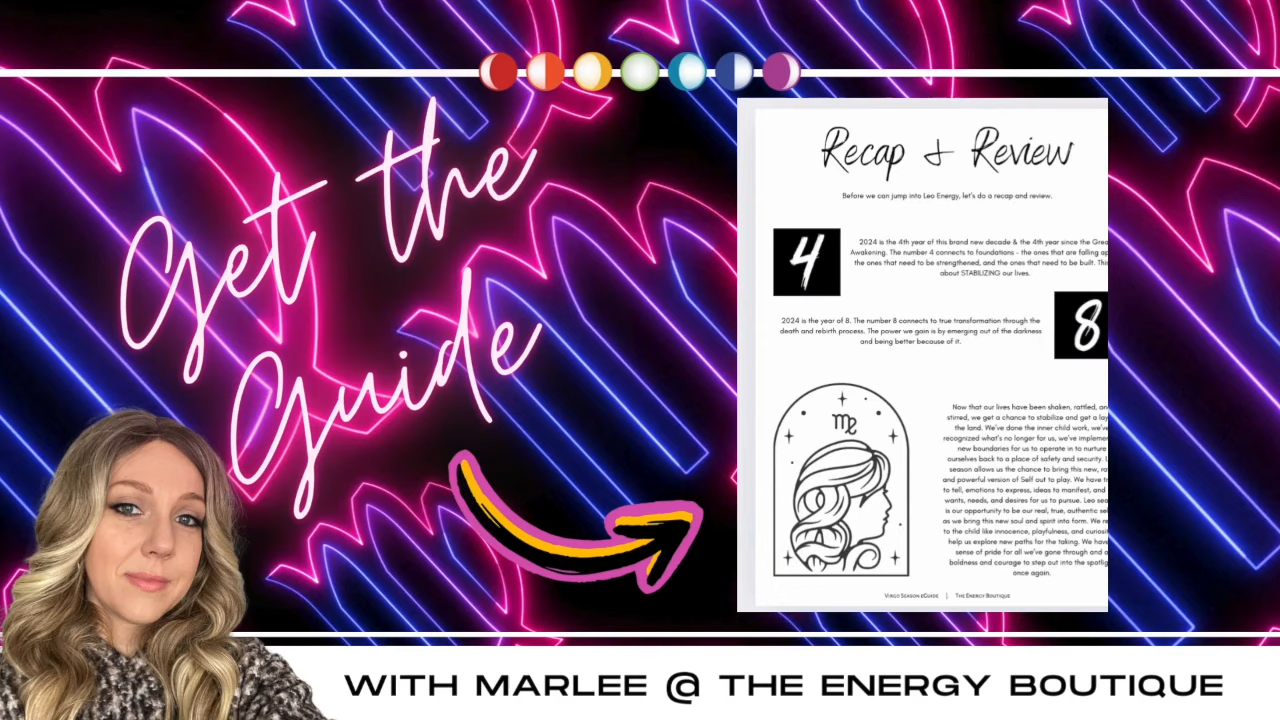 Get the
Guide
Recap & Review
Before we can jump into Leo Energy, let's do a recap and review.
4
2024 is the 4th year of this brand new decade & the 4th year since the Grea
Awakening. The number 4 connects to foundations - the ones that are falling ap
the ones that need to be strengthened, and the ones that need to be built. Thi
about STABILIZING our lives.
8
2024 is the year of 8. The number 8 connects to true transformation through the
death and rebirth process. The power we gain is by emerging out of the darkness
and being better because of it.
♍
Now that our lives have been shaken, rattled, an
stirred, we get a chance to stabilize and get a lay
the land. We've done the inner child work, we've
recognized what's no longer for us, we've implemen
new boundaries for us to operate in to nurture
ourselves back to a place of safety and security. L
season allows us the chance to bring this new, ra
and powerful version of Self out to play. We have t
to tell, emotions to express, ideas to manifest, and
wants, needs, and desires for us to pursue. Leo sea
is our opportunity to be our real, true, authentic sel
as we bring this new soul and spirit into form. We re
to the child like innocence, playfulness, and curiosit
help us explore new paths for the taking. We have
sense of pride for all we've gone through and a
boldness and courage to step out into the spotlig
once again.
Virgo Season eGuide | The Energy Boutique
WITH MARLEE @ THE ENERGY BOUTIQUE